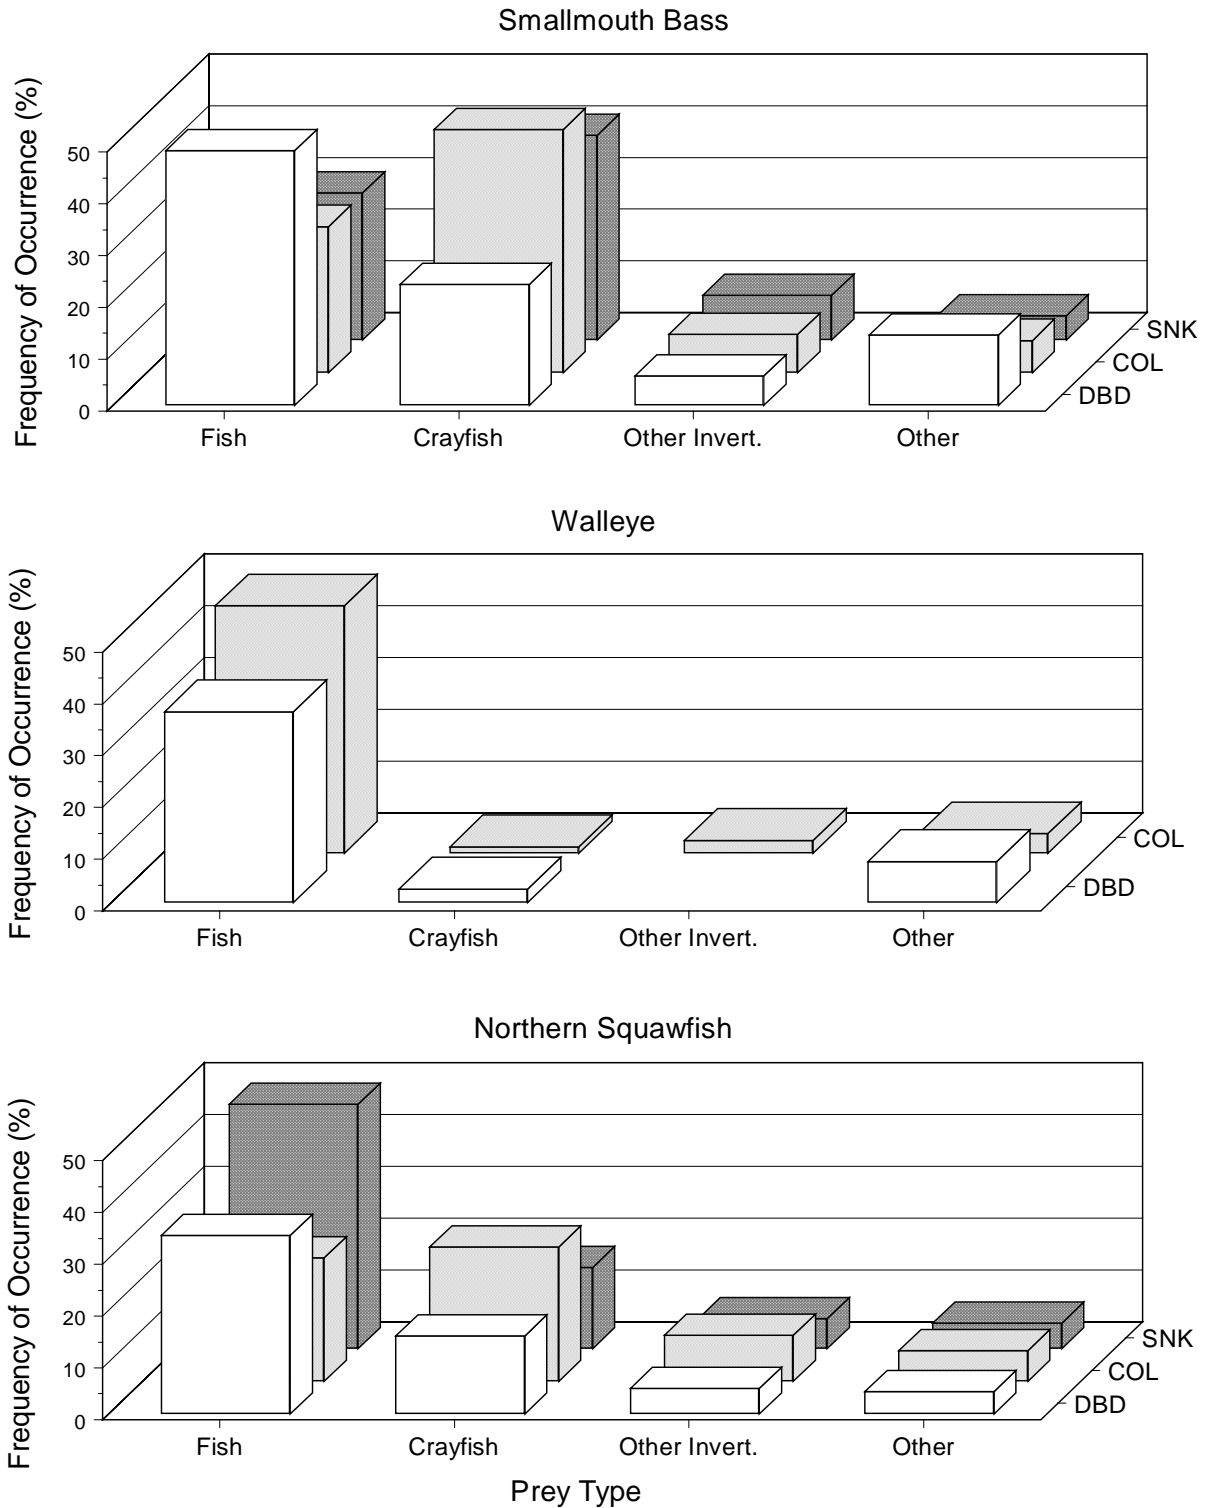 Smallmouth Bass
Frequency of Occurrence (%)
50
40
30
20
10
0
SNK
COL
DBD
Fish Crayfish Other Invert. Other
Walleye
Frequency of Occurrence (%)
50
40
30
20
10
0
COL
DBD
Fish Crayfish Other Invert. Other
Northern Squawfish
Frequency of Occurrence (%)
50
40
30
20
10
0
SNK
COL
DBD
Fish Crayfish Other Invert. Other
Prey Type